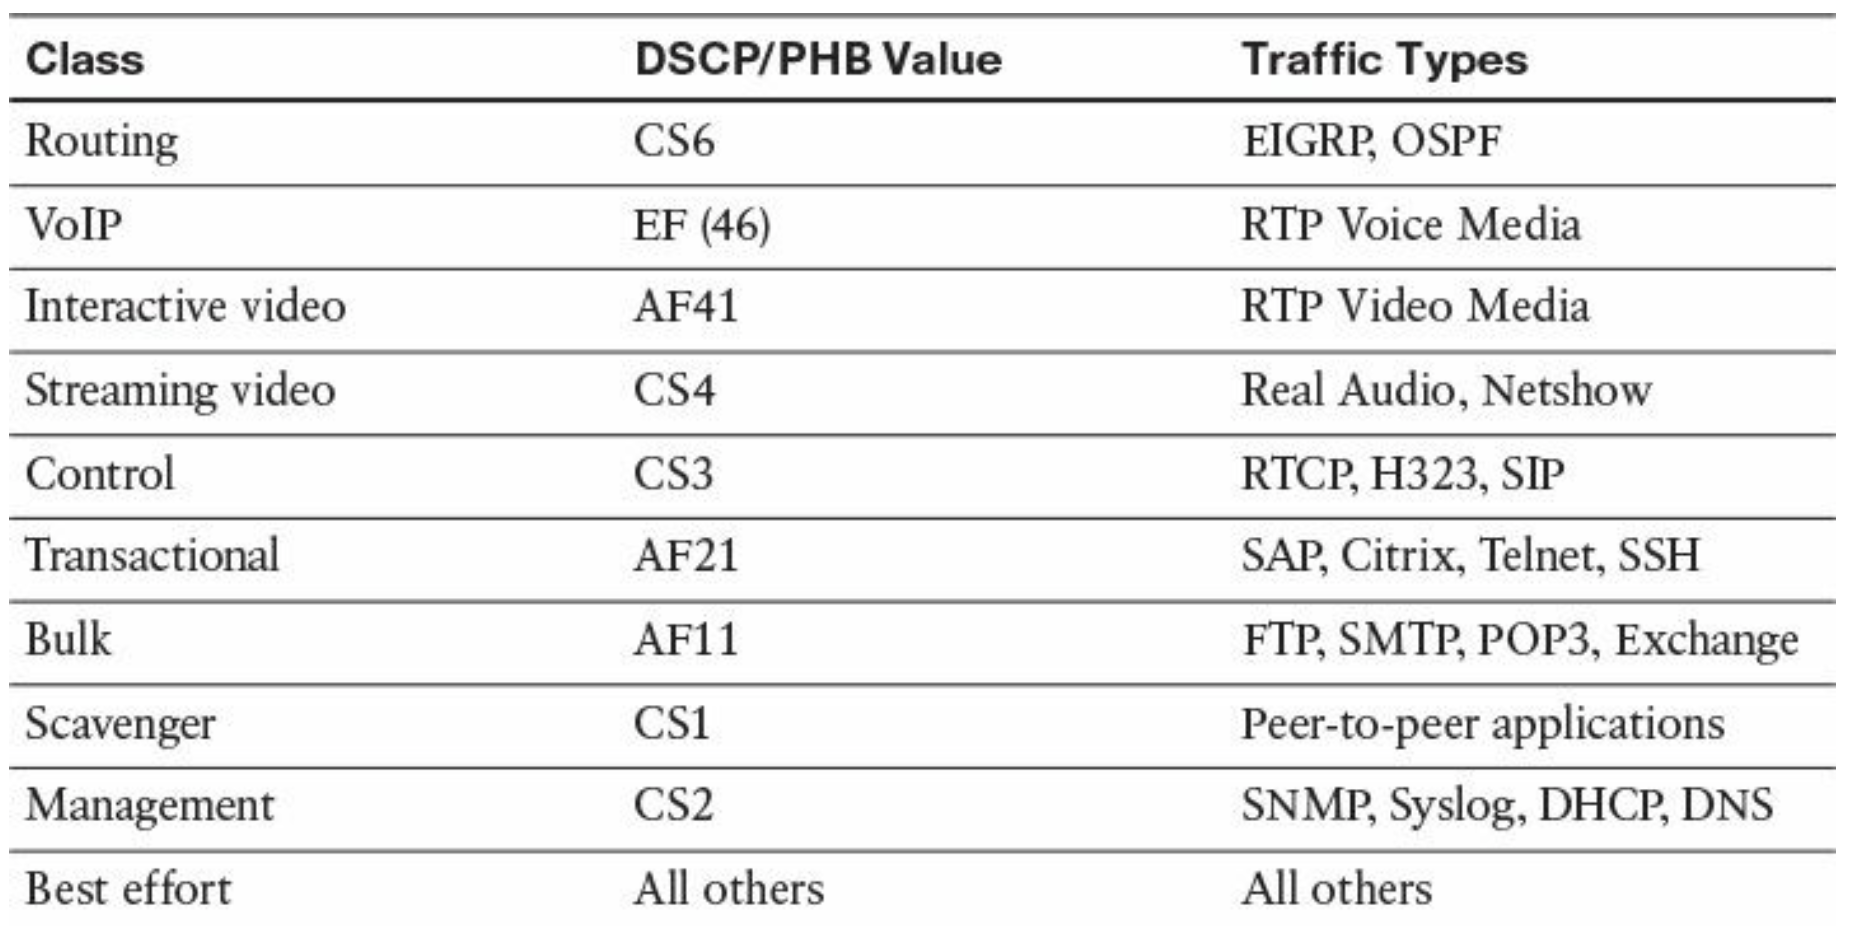 Class DSCP/PHB Value Traffic Types
Routing CS6 EIGRP, OSPF
VoIP EF (46) RTP Voice Media
Interactive video AF41 RTP Video Media
Streaming video CS4 Real Audio, Netshow
Control CS3 RTCP, H323, SIP
Transactional AF21 SAP, Citrix, Telnet, SSH
Bulk AF11 FTP, SMTP, POP3, Exchange
Scavenger CS1 Peer-to-peer applications
Management CS2 SNMP, Syslog, DHCP, DNS
Best effort All others All others